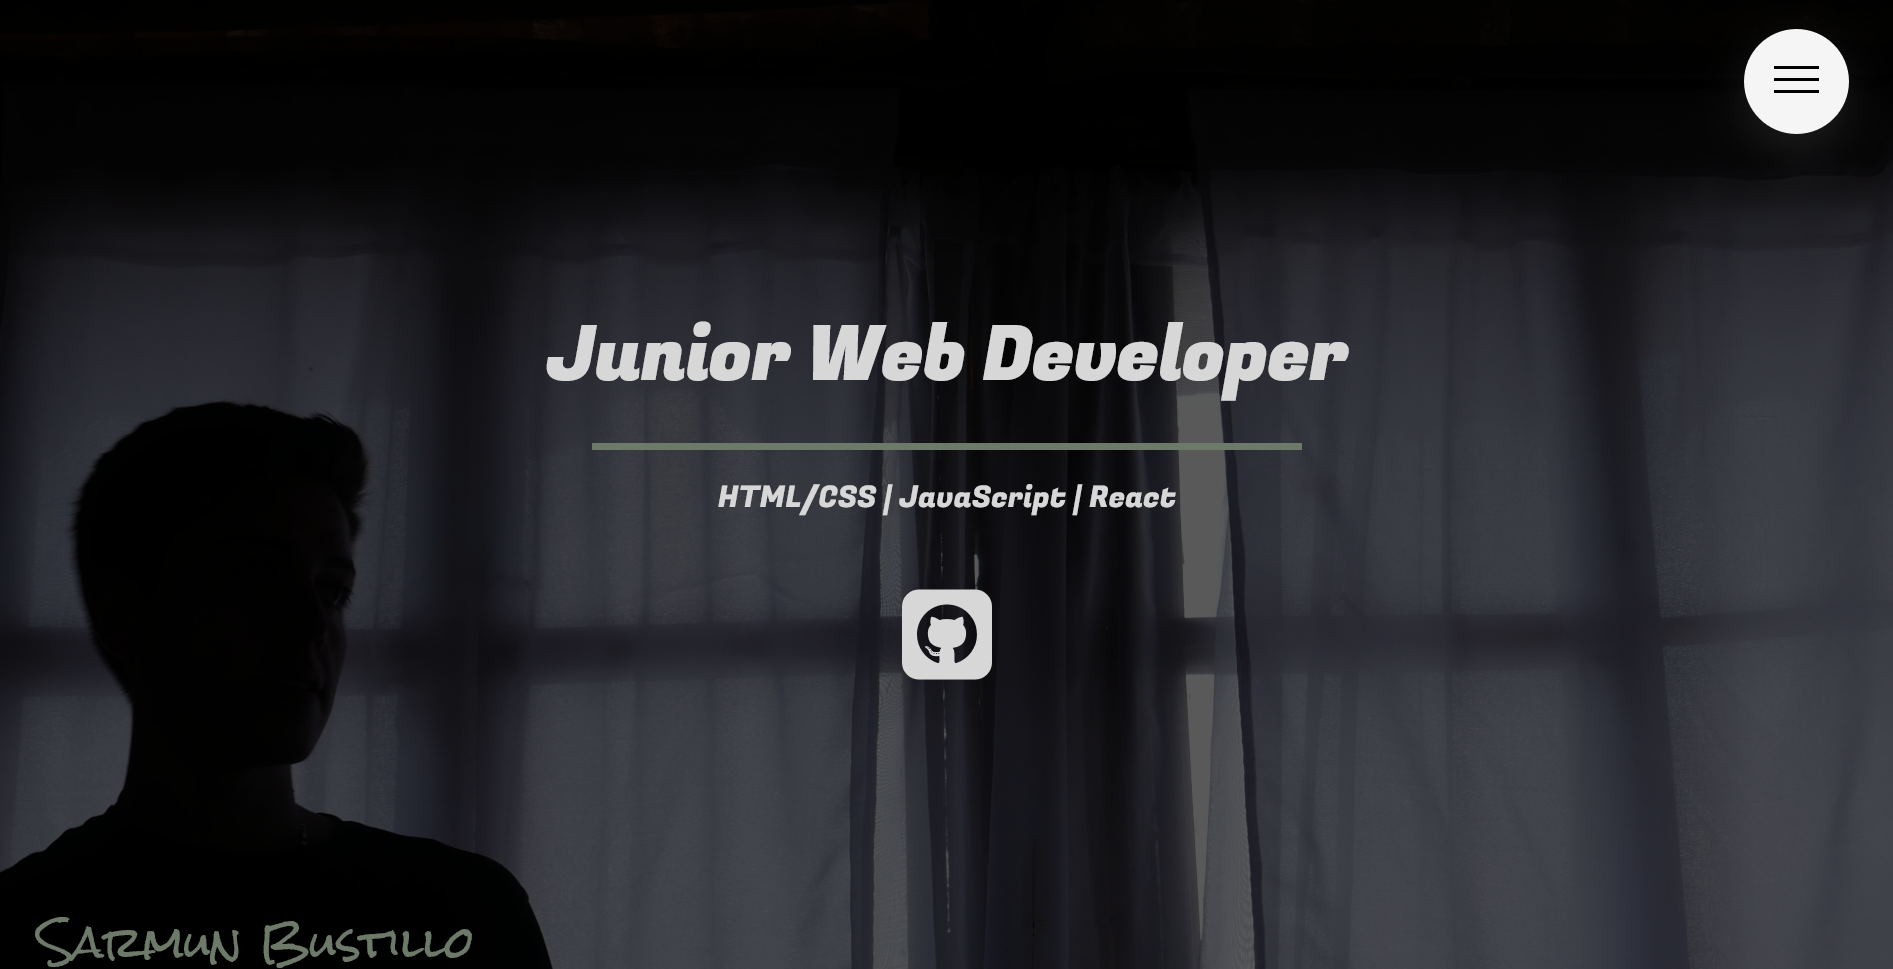 Junior Web Developer
HTML/CSS | JavaScript | React
Sarmun Bustillo